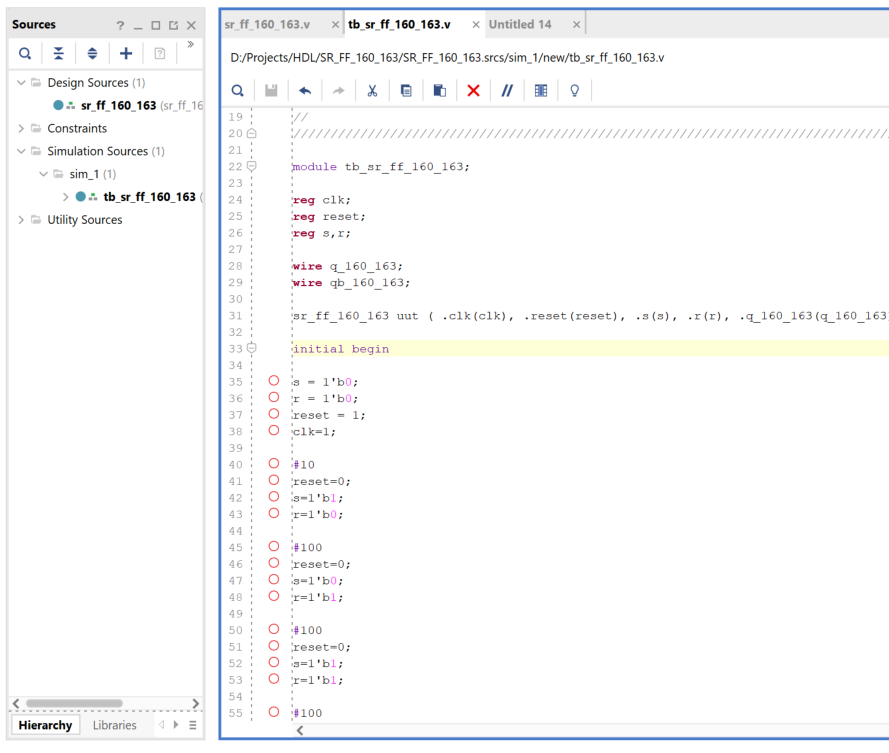 Sources ? _
»
Design Sources (1)
sr_ff_160_163 (sr_ff_16
Constraints
Simulation Sources (1)
sim_1 (1)
tb_sr_ff_160_163 (
Utility Sources
Hierarchy Libraries
sr_ff_160_163.v × tb_sr_ff_160_163.v × Untitled 14 ×
D:/Projects/HDL/SR_FF_160_163/SR_FF_160_163.srcs/sim_1/new/tb_sr_ff_160_163.v
19 //
20 ////////////////////////////////////////////////////////////////////////////////
21
22 module tb_sr_ff_160_163;
23
24 reg clk;
25 reg reset;
26 reg s,r;
27
28 wire q_160_163;
29 wire qb_160_163;
30
31 sr_ff_160_163 uut ( .clk(clk), .reset(reset), .s(s), .r(r), .q_160_163(q_160_163)
32
33 initial begin
34
35 s = 1'b0;
36 r = 1'b0;
37 reset = 1;
38 clk=1;
39
40 #10
41 reset=0;
42 s=1'b1;
43 r=1'b0;
44
45 #100
46 reset=0;
47 s=1'b0;
48 r=1'b1;
49
50 #100
51 reset=0;
52 s=1'b1;
53 r=1'b1;
54
55 #100